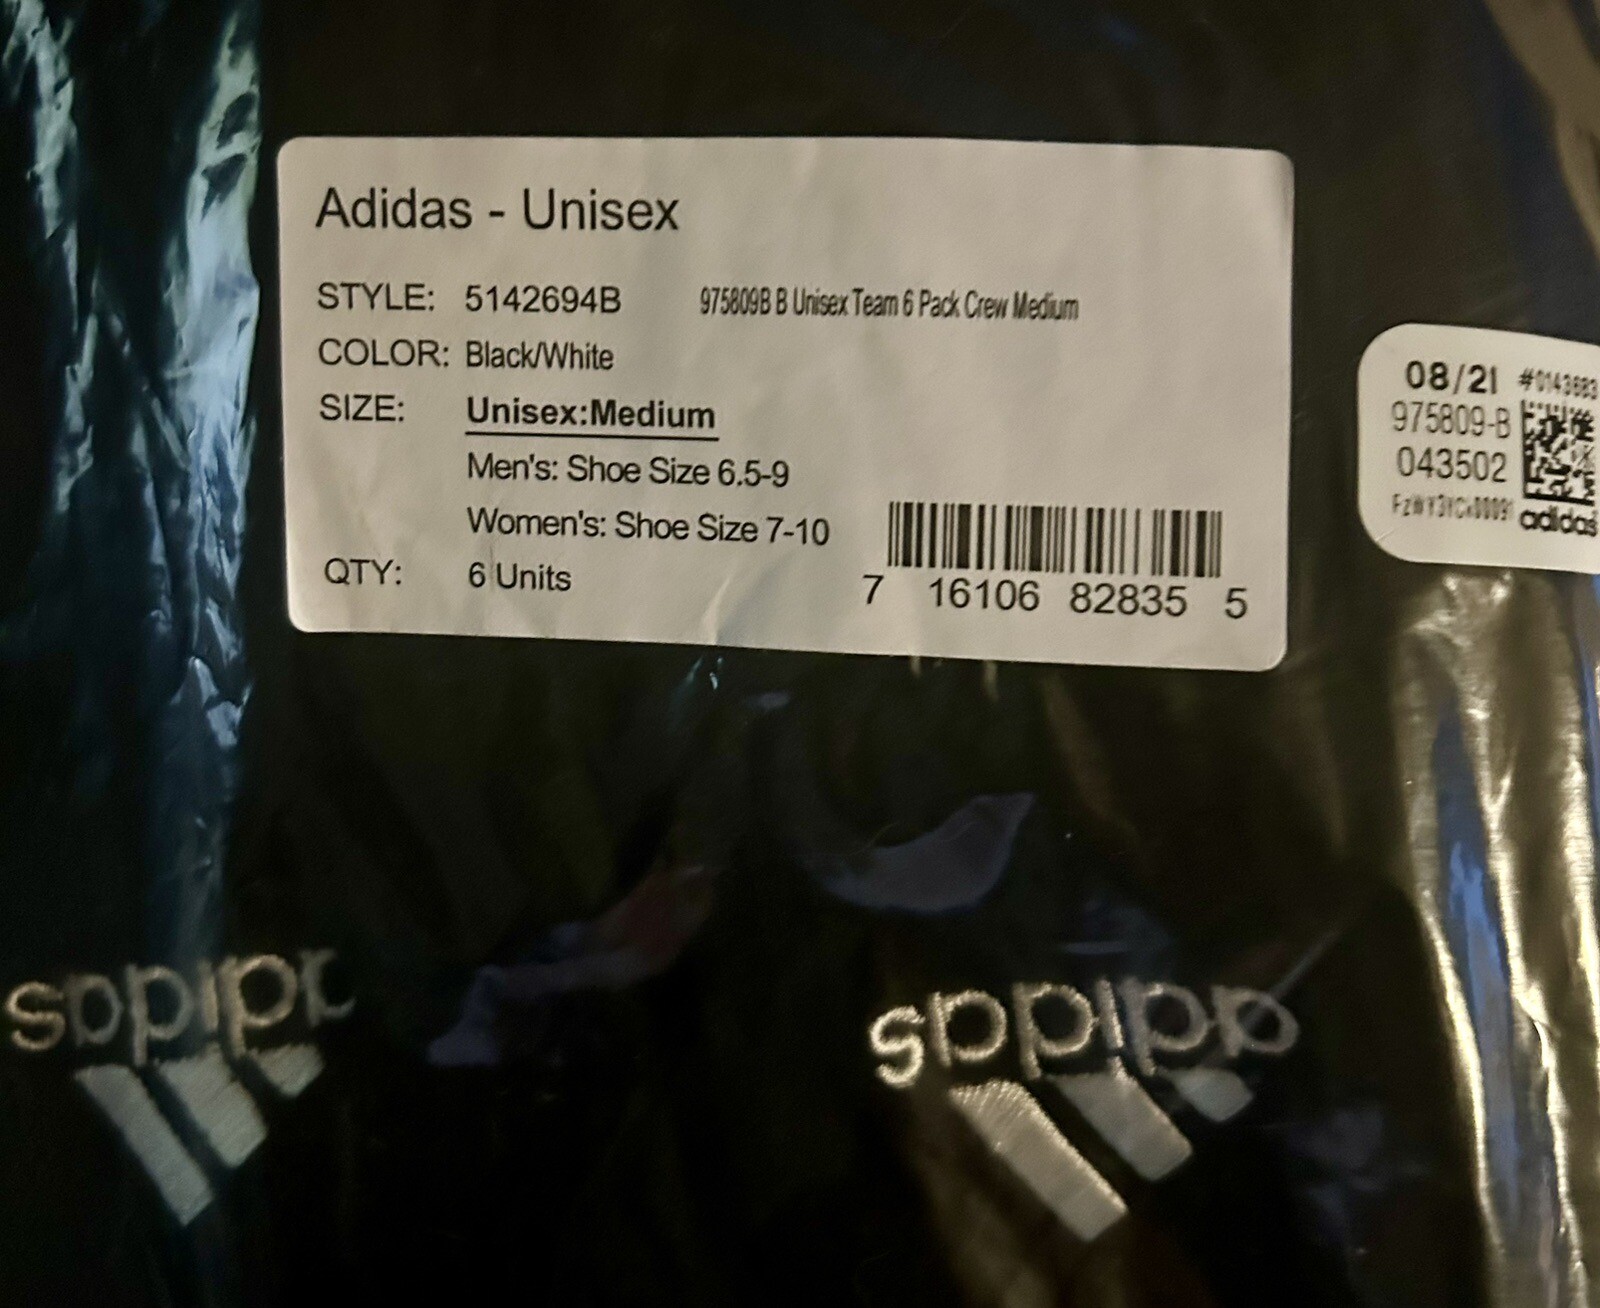 Adidas - Unisex
STYLE: 5142694B 975809B B Unisex Team 6 Pack Crew Medium
COLOR: Black/White
SIZE: Unisex:Medium
Men's: Shoe Size 6.5-9
Women's: Shoe Size 7-10
QTY: 6 Units
7 16106 82835 5
08/21 #0143683
975809-B
043502
adidas
adidas
adidas